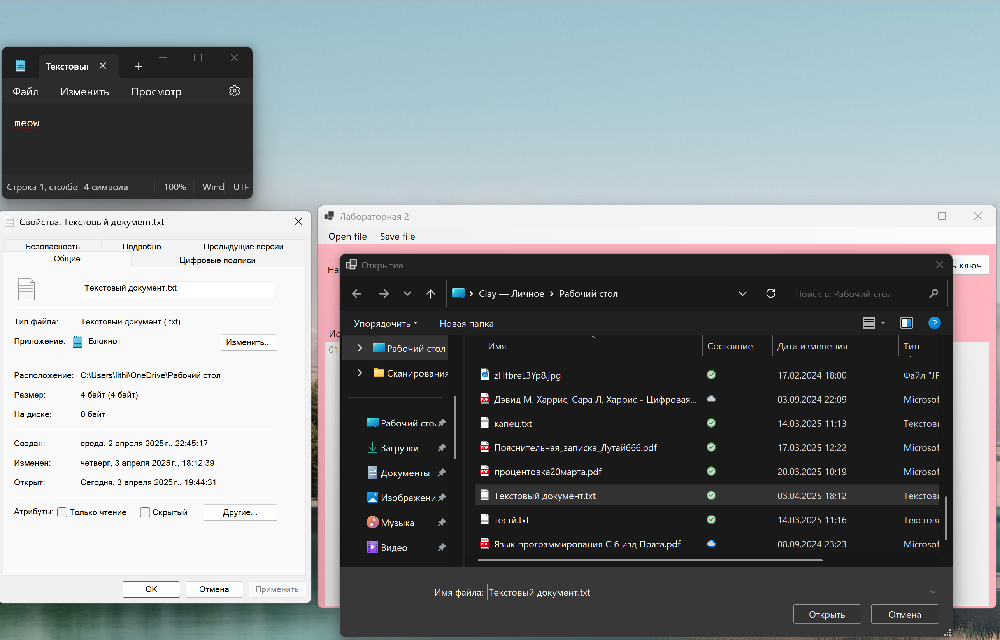 Текстовый
Файл Изменить Просмотр
meow
Строка 1, столбе 4 символа 100% Wind UTF-
Свойства: Текстовый документ.txt
Безопасность Подробно Предыдущие версии
Общие Цифровые подписи
Текстовый документ.txt
Тип файла: Текстовый документ (.txt)
Приложение: Блокнот Изменить...
Расположение: C:\Users\lithi\OneDrive\Рабочий стол
Размер: 4 байт (4 байт)
На диске: 0 байт
Создан: среда, 2 апреля 2025 г., 22:45:17
Изменен: четверг, 3 апреля 2025 г., 18:12:39
Открыт: Сегодня, 3 апреля 2025 г., 19:44:31
Атрибуты: Только чтение Скрытый Другие...
OK Отмена Применить
Лабораторная 2
Open file Save file
ь ключ
01
Открытие
Clay — Личное Рабочий стол
Поиск в: Рабочий стол
Упорядочить Новая папка
Рабочий стол
Сканирования
Рабочий стол
Загрузки
Документы
Изображени
Музыка
Видео
Имя Состояние Дата изменения Тип
zHfbreL3Yp8.jpg 17.02.2024 18:00 Файл "JP
Дэвид М. Харрис, Сара Л. Харрис - Цифровая... 03.09.2024 22:09 Microsof
капец.txt 14.03.2025 11:13 Текстовы
Пояснительная_записка_Лутай666.pdf 17.03.2025 12:22 Microsof
процентовка20марта.pdf 20.03.2025 10:19 Microsof
Текстовый документ.txt 03.04.2025 18:12 Текстовы
тестй.txt 14.03.2025 11:16 Текстовы
Язык программирования C 6 изд Прата.pdf 08.09.2024 23:23 Microsof
Имя файла: Текстовый документ.txt
Открыть Отмена